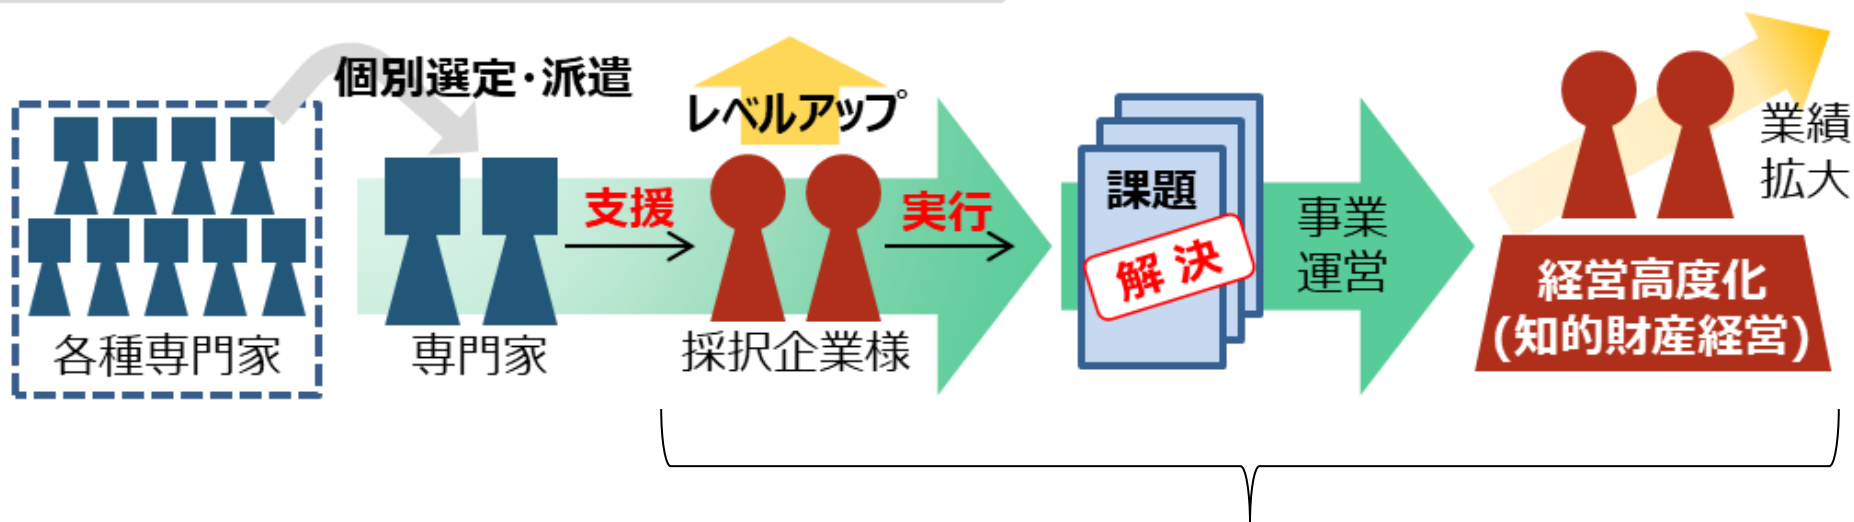 個別選定・派遣
各種専門家
専門家
支援
レベルアップ
採択企業様
実行
課題
解決
事業
運営
業績
拡大
経営高度化
(知的財産経営)